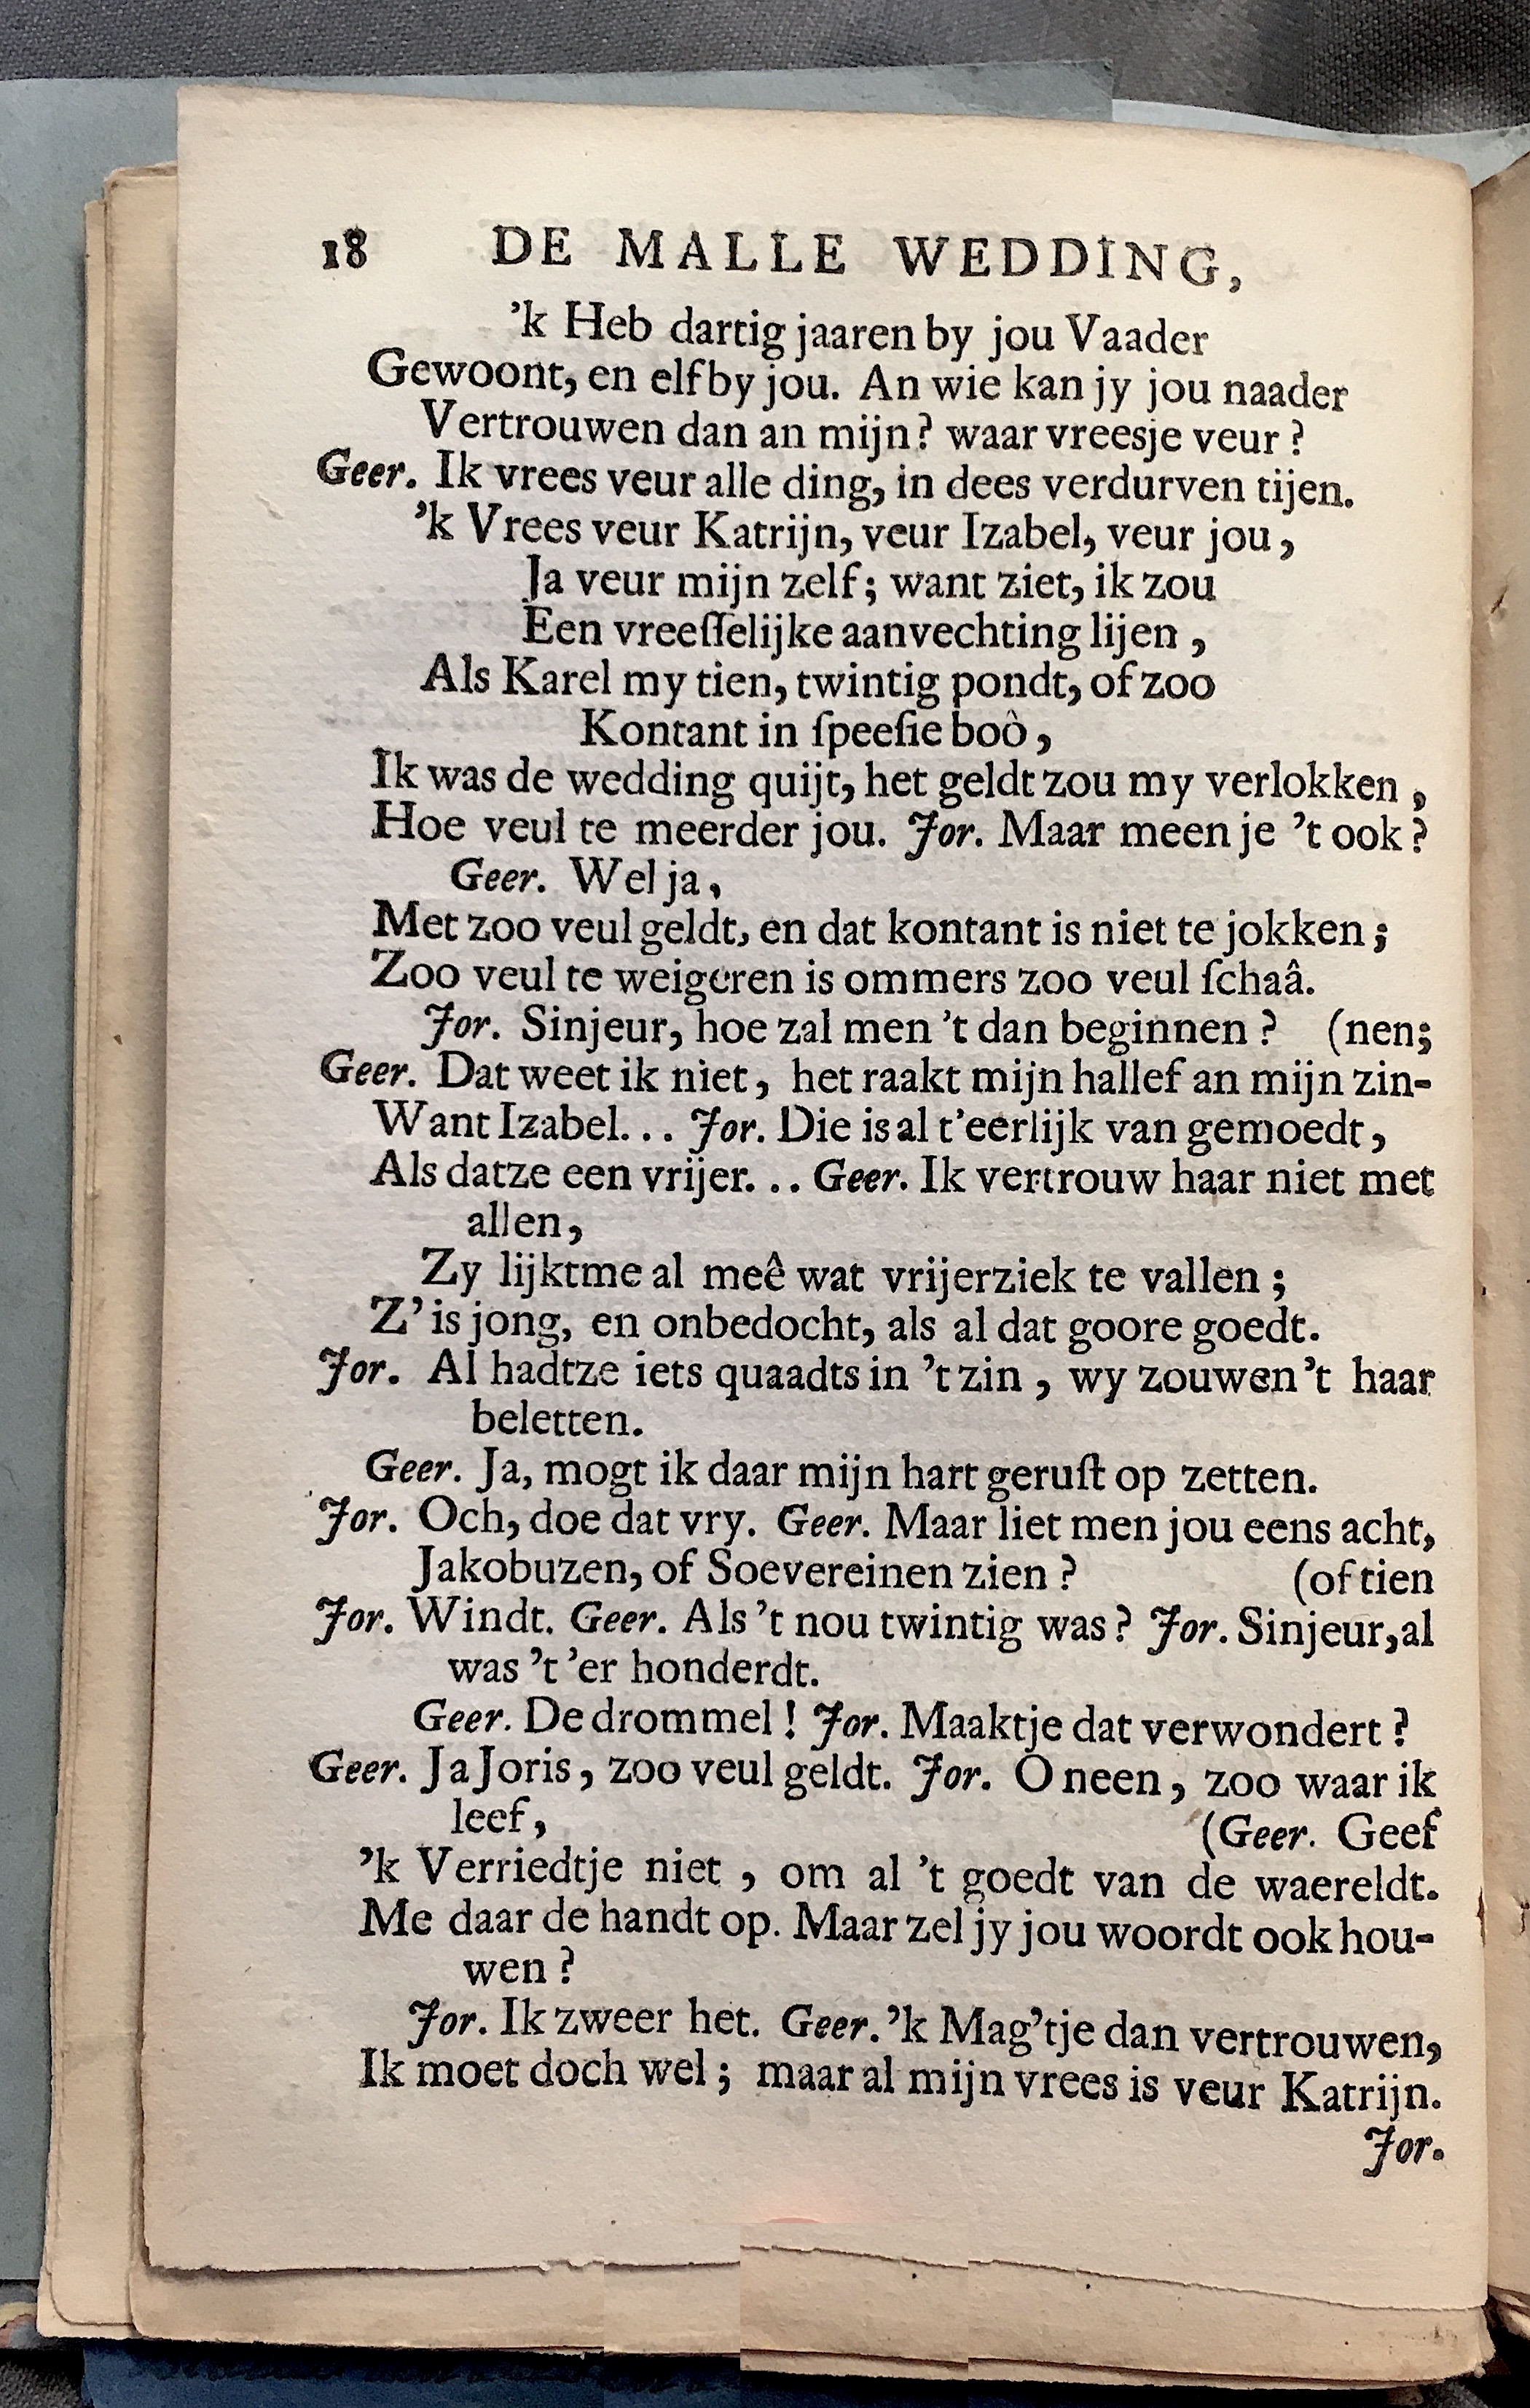 18 DE MALLE WEDDING,
'k Heb dartig jaaren by jou Vaader
Gewoont, en elf by jou. An wie kan jy jou naader
Vertrouwen dan an mijn? waar vreesje veur?
Geer. Ik vrees veur alle ding, in dees verdurven tijen.
'k Vrees veur Katrijn, veur Izabel, veur jou,
Ja veur mijn zelf; want ziet, ik zou
Een vreeſſelijke aanvechting lijen,
Als Karel my tien, twintig pondt, of zoo
Kontant in ſpeeſie boô,
Ik was de wedding quijt, het geldt zou my verlokken,
Hoe veul te meerder jou. Jor. Maar meen je 't ook?
Geer. Wel ja,
Met zoo veul geldt, en dat kontant is niet te jokken;
Zoo veul te weigeren is ommers zoo veul ſchaâ.
Jor. Sinjeur, hoe zal men 't dan beginnen? (nen;
Geer. Dat weet ik niet, het raakt mijn hallef an mijn zin-
Want Izabel... Jor. Die is al t'eerlijk van gemoedt,
Als datze een vrijer... Geer. Ik vertrouw haar niet met
allen,
Zy lijktme al meê wat vrijerziek te vallen;
Z' is jong, en onbedocht, als al dat goore goedt.
Jor. Al hadtze iets quaadts in 't zin, wy zouwen 't haar
beletten.
Geer. Ja, mogt ik daar mijn hart geruſt op zetten.
Jor. Och, doe dat vry. Geer. Maar liet men jou eens acht,
Jakobuzen, of Soevereinen zien? (of tien
Jor. Windt. Geer. Als 't nou twintig was? Jor. Sinjeur, al
was 't 'er honderdt.
Geer. De drommel! Jor. Maaktje dat verwondert?
Geer. Ja Joris, zoo veul geldt. Jor. O neen, zoo waar ik
leef, (Geer. Geef
'k Verriedtje niet, om al 't goedt van de waereldt.
Me daar de handt op. Maar zel jy jou woordt ook hou-
wen?
Jor. Ik zweer het. Geer. 'k Mag'tje dan vertrouwen,
Ik moet doch wel; maar al mijn vrees is veur Katrijn.
Jor.